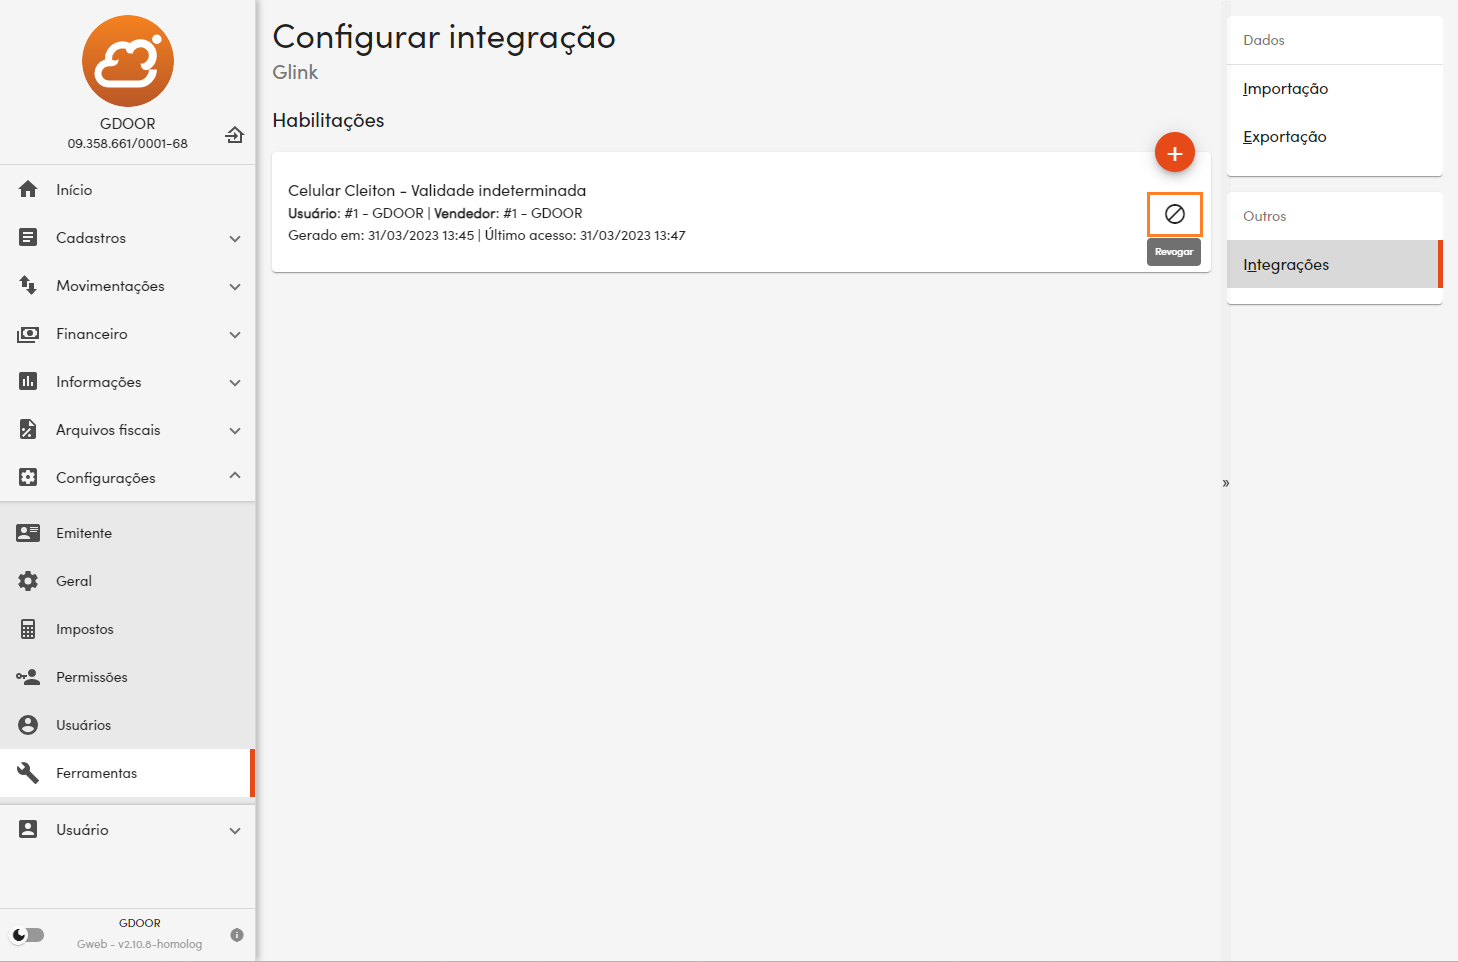 GDOOR
09.358.661/0001-68
Início
Cadastros
Movimentações
Financeiro
Informações
Arquivos fiscais
Configurações
Emitente
Geral
Impostos
Permissões
Usuários
Ferramentas
Usuário
GDOOR
Gweb - v2.10.8-homolog
Configurar integração
Glink
Habilitações
+
Celular Cleiton - Validade indeterminada
Usuário: #1 - GDOOR | Vendedor: #1 - GDOOR
Gerado em: 31/03/2023 13:45 | Último acesso: 31/03/2023 13:47
Revogar
»
Dados
Importação
Exportação
Outros
Integrações